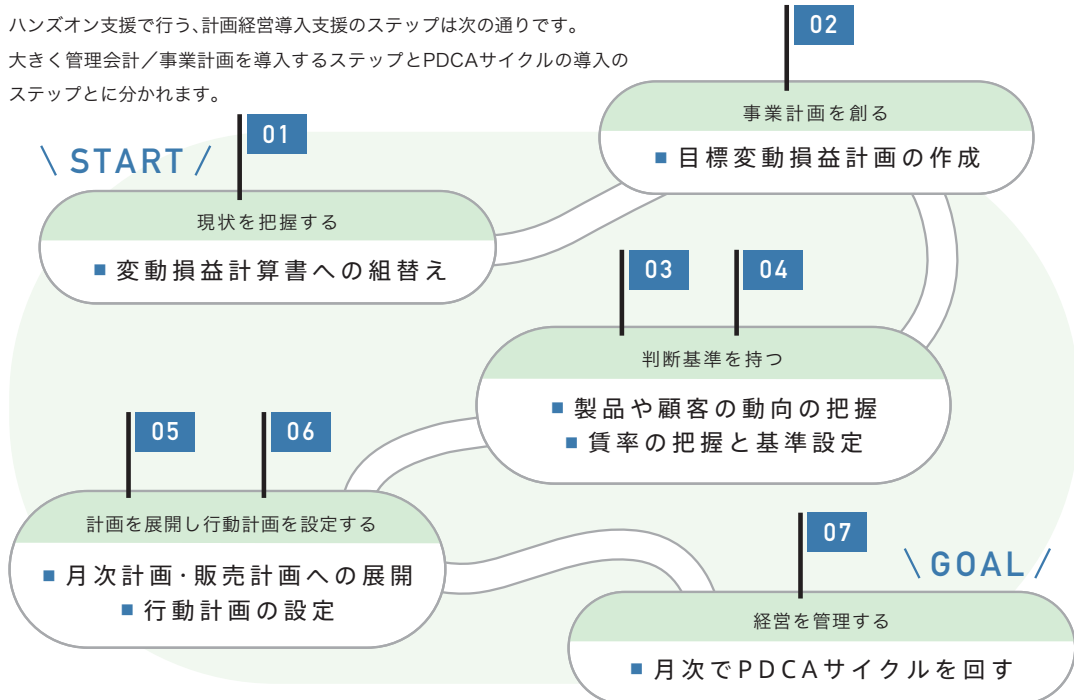 ハンズオン支援で行う、計画経営導入支援のステップは次の通りです。
大きく管理会計／事業計画を導入するステップとPDCAサイクルの導入の
ステップとに分かれます。
START
01
現状を把握する
■ 変動損益計算書への組替え
02
事業計画を創る
■ 目標変動損益計画の作成
03
04
判断基準を持つ
■ 製品や顧客の動向の把握
■ 賃率の把握と基準設定
05
06
計画を展開し行動計画を設定する
■ 月次計画・販売計画への展開
■ 行動計画の設定
07
GOAL
経営を管理する
■ 月次でPDCAサイクルを回す